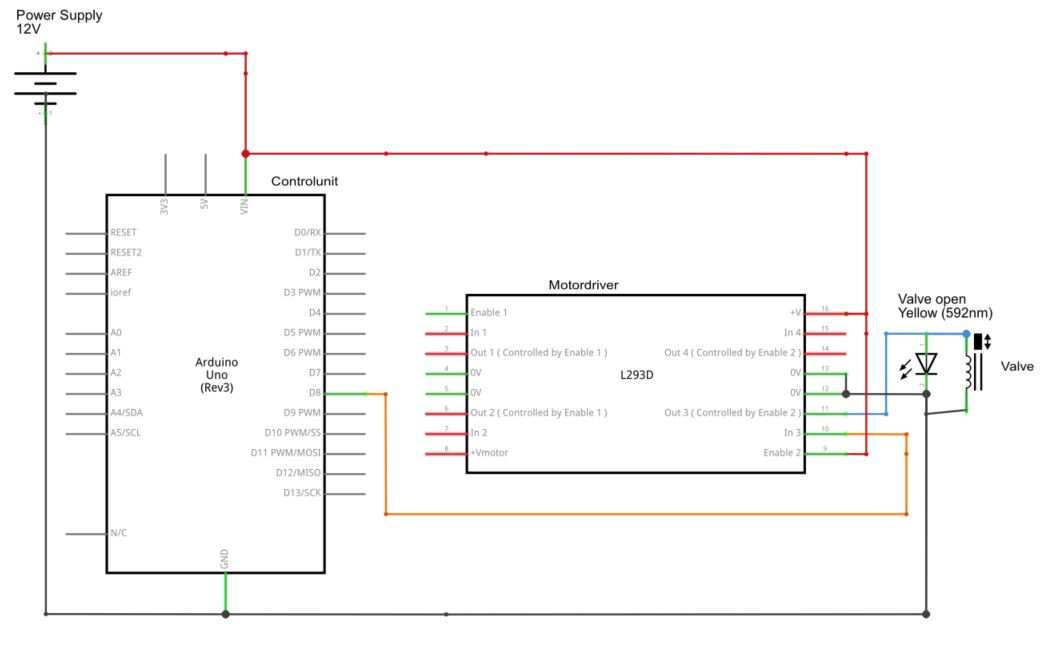 Power Supply
12V
+
-
1
Controlunit
3V3
5V
VIN
RESET
RESET2
AREF
ioref
A0
A1
A2
A3
A4/SDA
A5/SCL
N/C
Arduino
Uno
(Rev3)
D0/RX
D1/TX
D2
D3 PWM
D4
D5 PWM
D6 PWM
D7
D8
D9 PWM
D10 PWM/SS
D11 PWM/MOSI
D12/MISO
D13/SCK
GND
Motordriver
1 Enable 1
2 In 1
3 Out 1 ( Controlled by Enable 1 )
4 0V
5 0V
6 Out 2 ( Controlled by Enable 1 )
7 In 2
8 +Vmotor
L293D
+V 16
In 4 15
Out 4 ( Controlled by Enable 2 ) 14
0V 13
0V 12
Out 3 ( Controlled by Enable 2 ) 11
In 3 10
Enable 2 9
Valve open
Yellow (592nm)
1
2
Valve